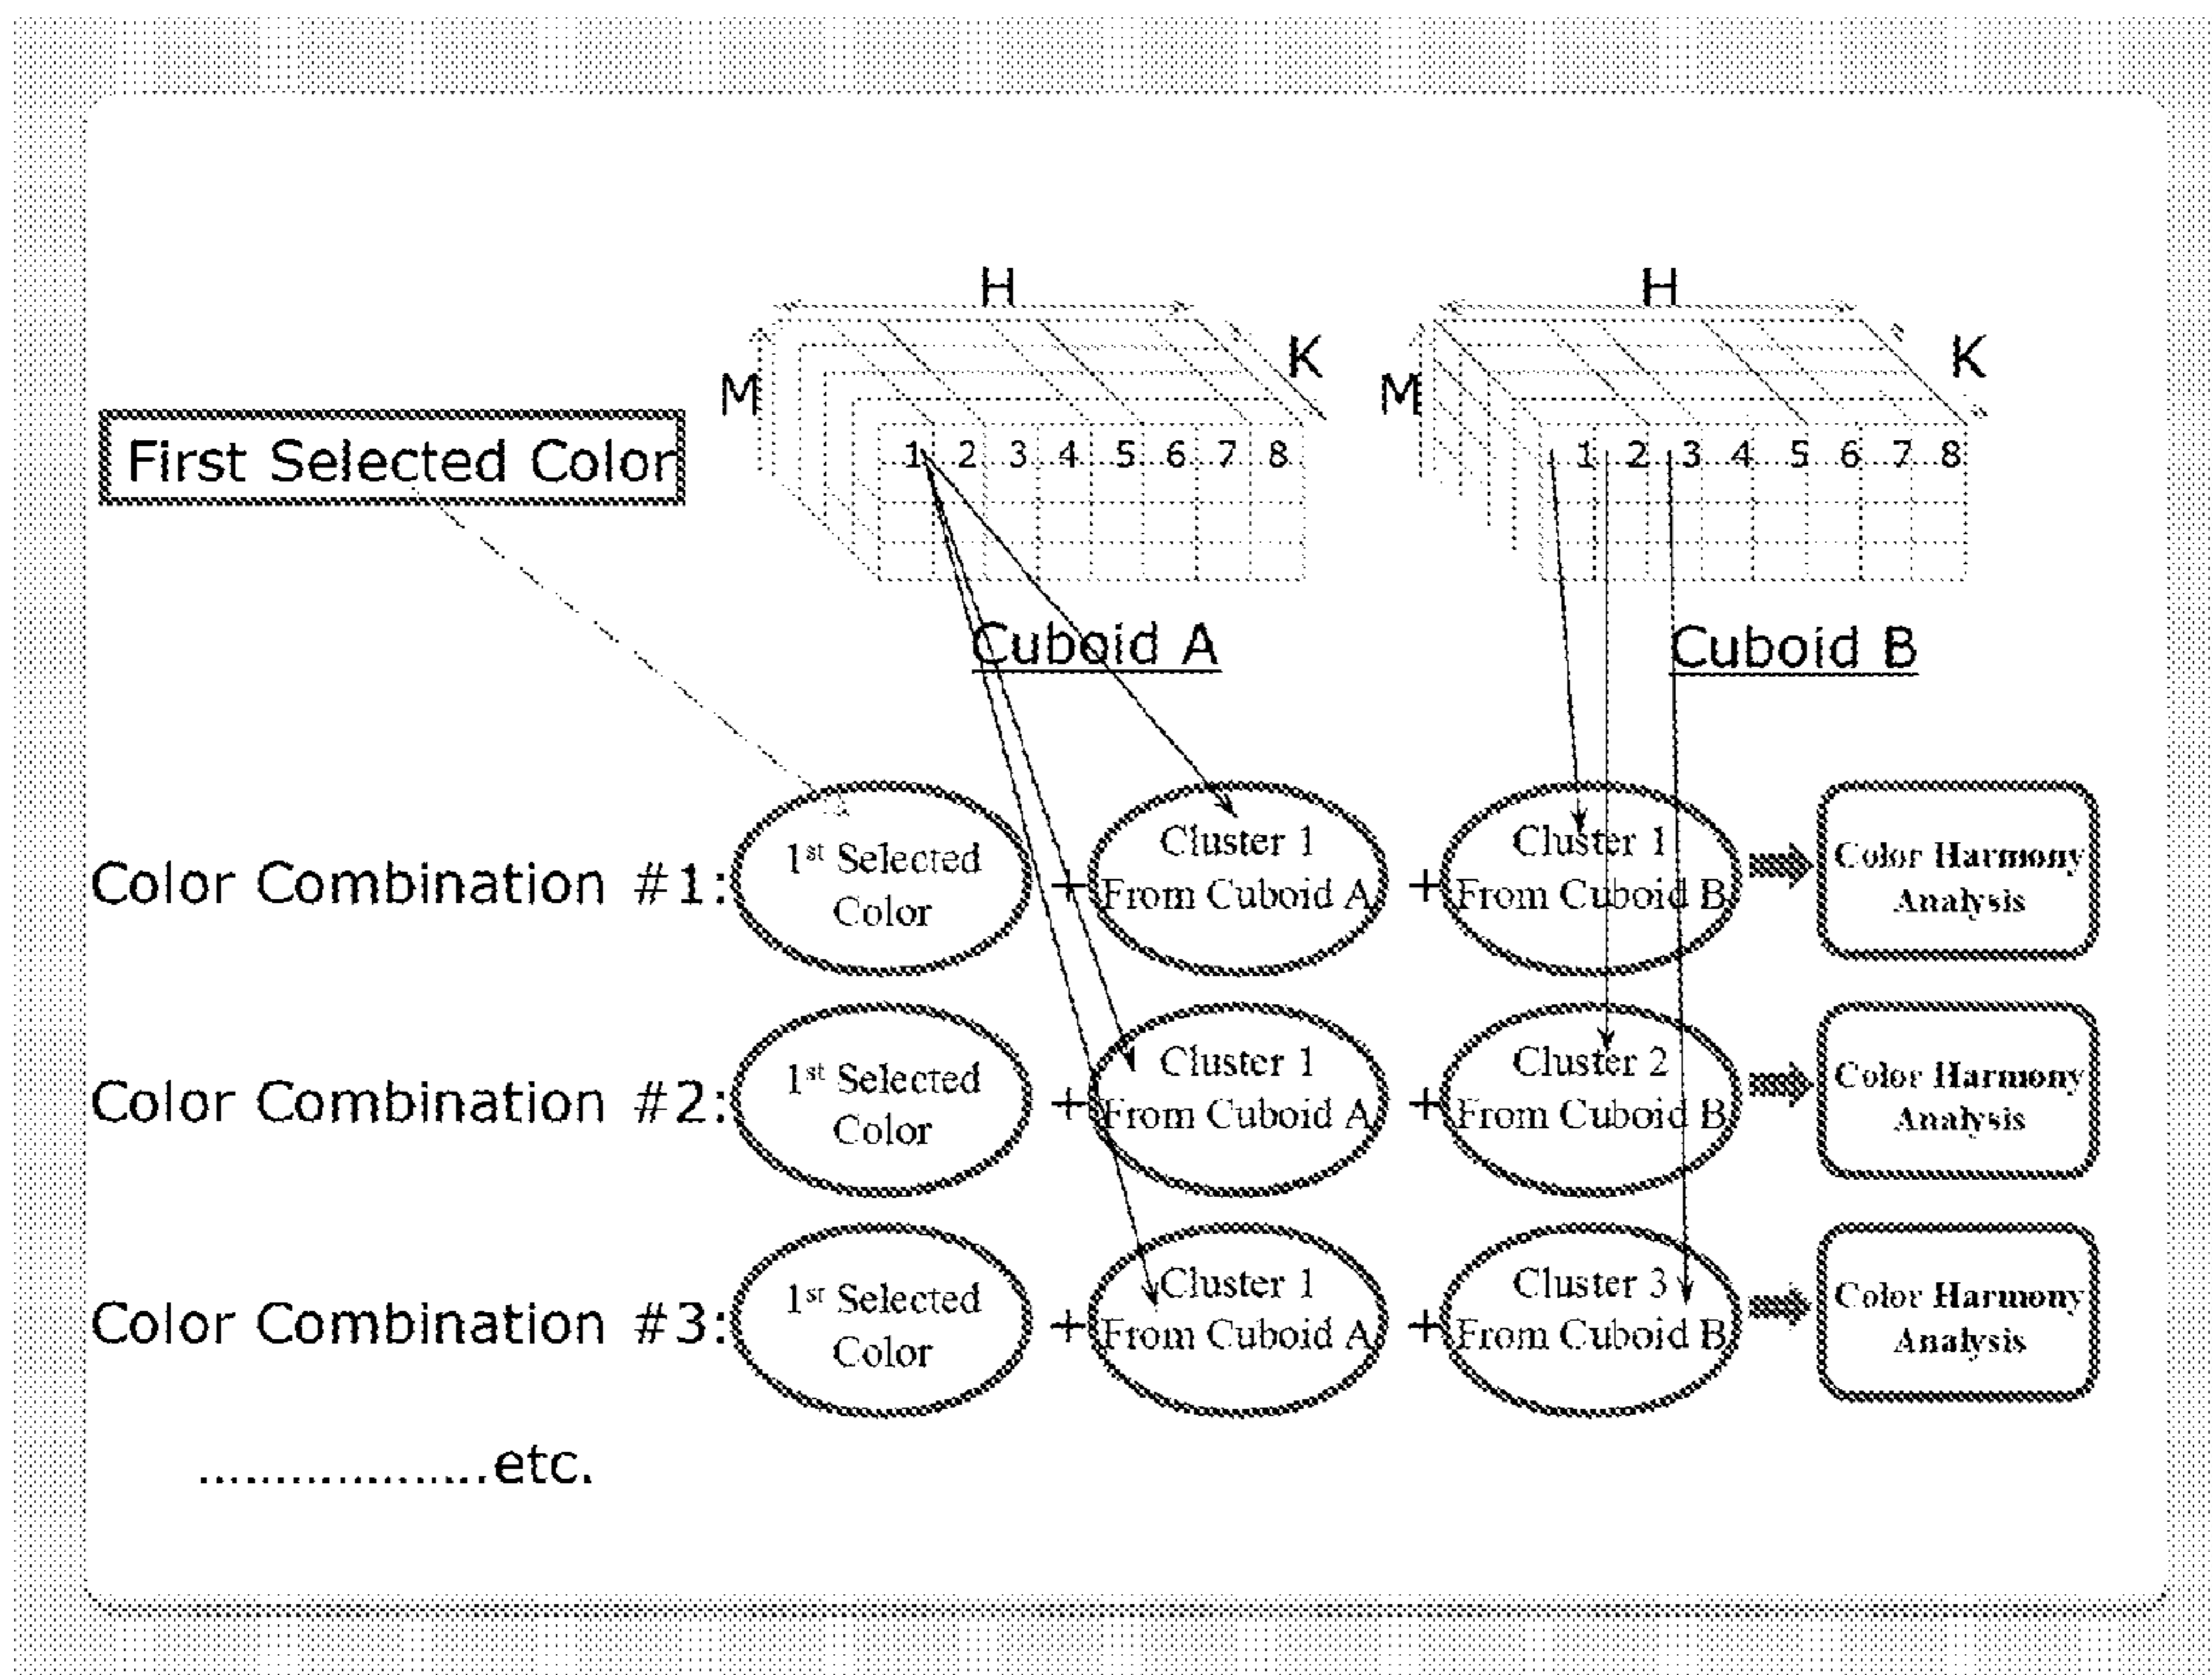 H
H
M
K
M
K
First Selected Color
1 2 3 4 5 6 7 8
1 2 3 4 5 6 7 8
Cuboid A
Cuboid B
Color Combination #1:
1st Selected
Color
+
Cluster 1
From Cuboid A
+
Cluster 1
From Cuboid B
Color Harmony
Analysis
Color Combination #2:
1st Selected
Color
+
Cluster 1
From Cuboid A
+
Cluster 2
From Cuboid B
Color Harmony
Analysis
Color Combination #3:
1st Selected
Color
+
Cluster 1
From Cuboid A
+
Cluster 3
From Cuboid B
Color Harmony
Analysis
...................etc.